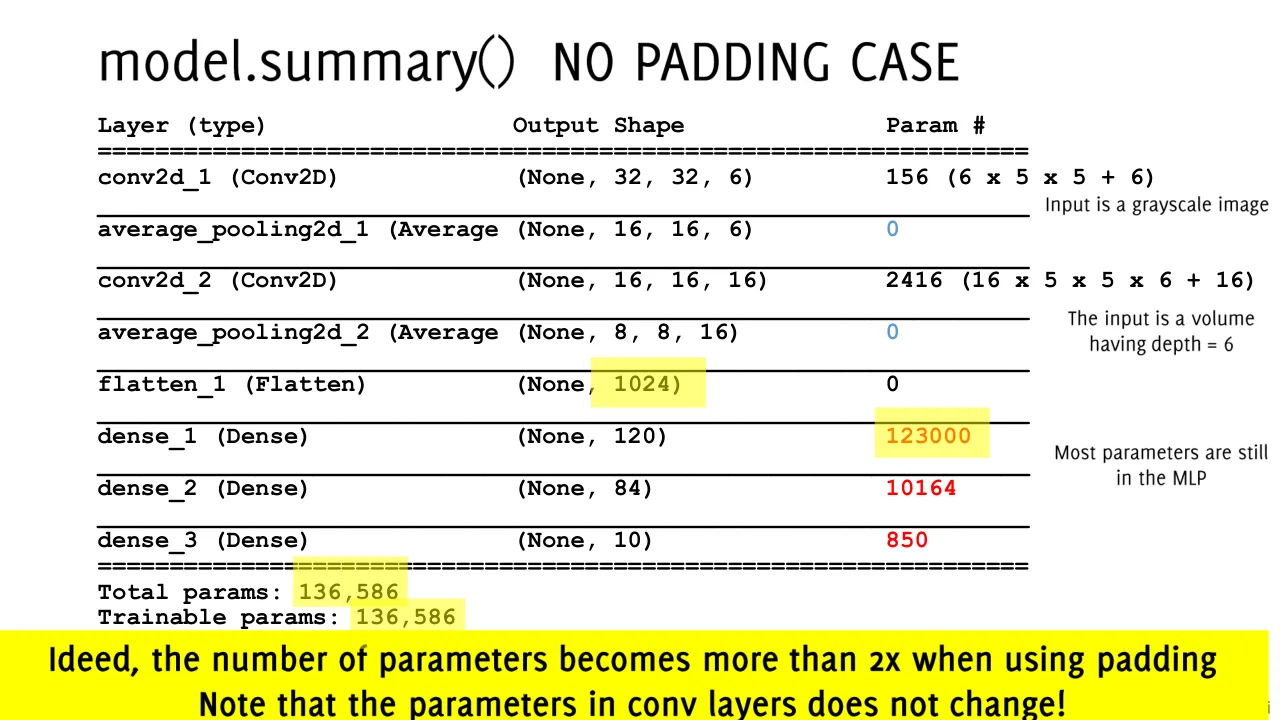 model.summary() NO PADDING CASE
Layer (type) Output Shape Param #
=================================================================
conv2d_1 (Conv2D) (None, 32, 32, 6) 156 (6 x 5 x 5 + 6)
Input is a grayscale image
average_pooling2d_1 (Average (None, 16, 16, 6) 0
conv2d_2 (Conv2D) (None, 16, 16, 16) 2416 (16 x 5 x 5 x 6 + 16)
The input is a volume
having depth = 6
average_pooling2d_2 (Average (None, 8, 8, 16) 0
flatten_1 (Flatten) (None, 1024) 0
dense_1 (Dense) (None, 120) 123000
Most parameters are still
in the MLP
dense_2 (Dense) (None, 84) 10164
dense_3 (Dense) (None, 10) 850
=================================================================
Total params: 136,586
Trainable params: 136,586
Ideed, the number of parameters becomes more than 2x when using padding
Note that the parameters in conv layers does not change!